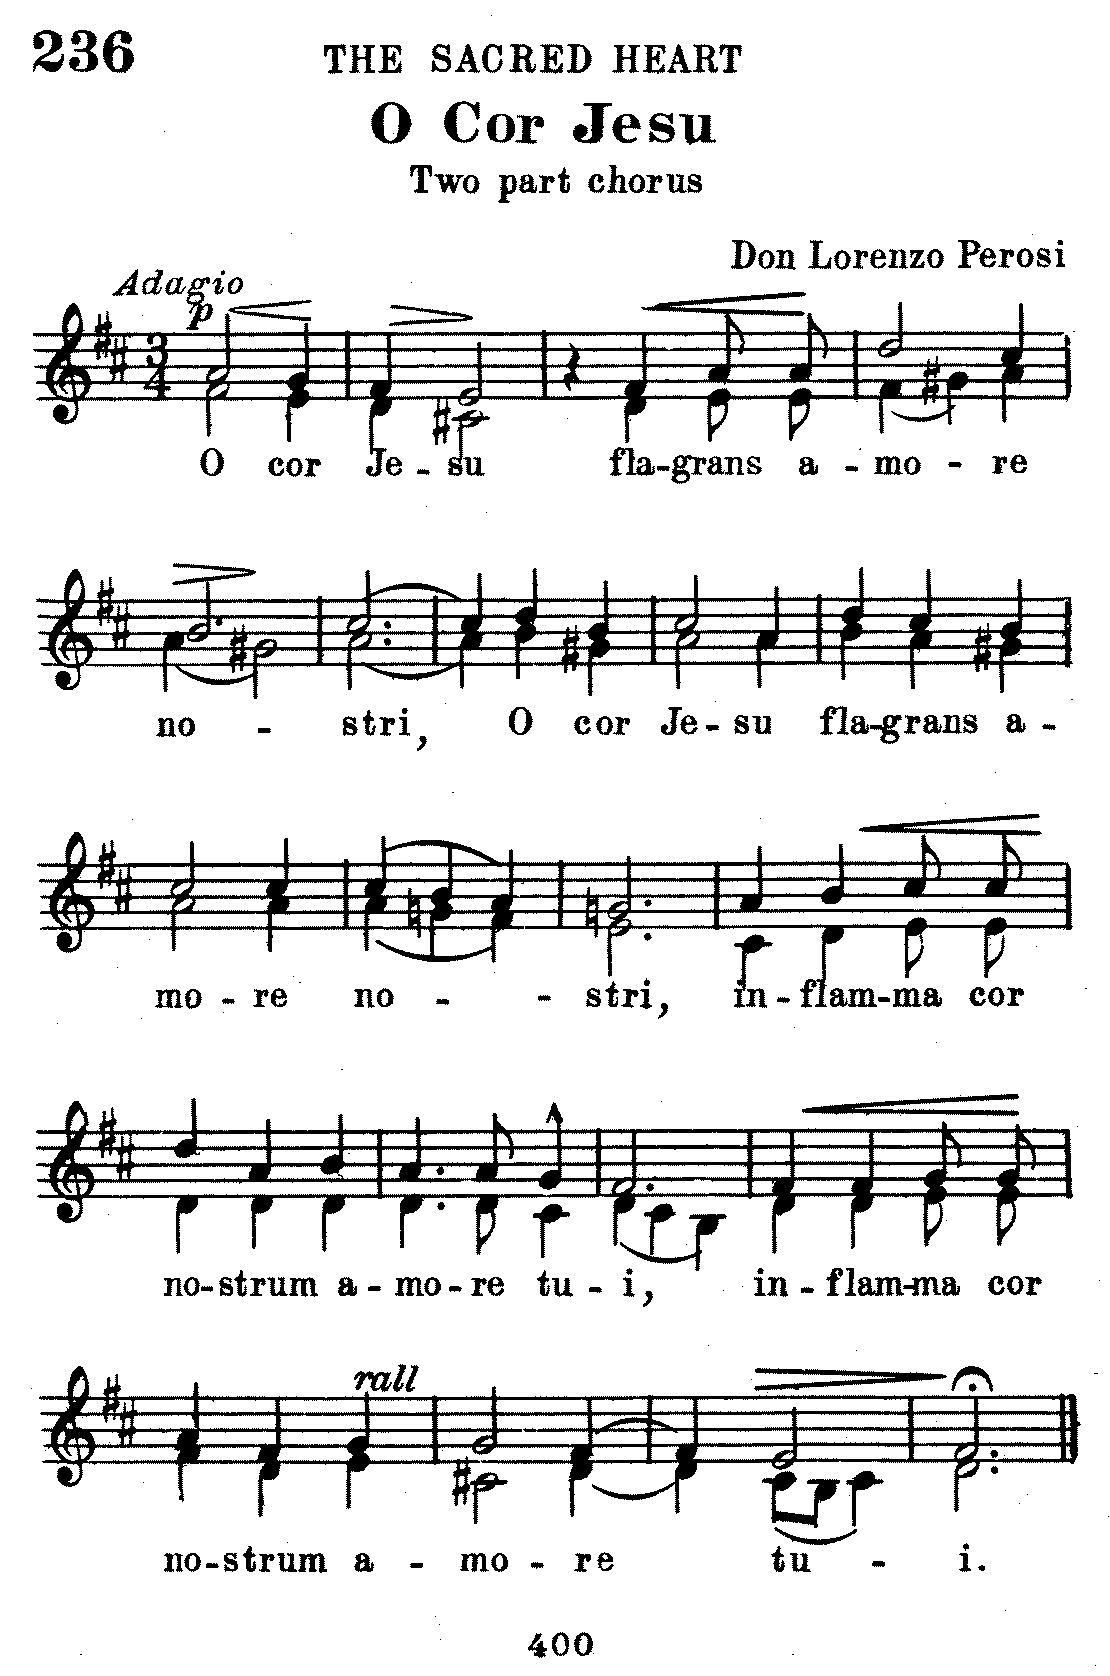 236
THE SACRED HEART
O Cor Jesu
Two part chorus
Don Lorenzo Perosi
Adagio
p
3
4
O cor Je - su fla-grans a - mo - re
no - stri, O cor Je - su fla-grans a -
mo - re no - - stri, in - flam-ma cor
no-strum a - mo - re tu - i, in - flam-ma cor
rall
no-strum a - mo - re tu - i.
400